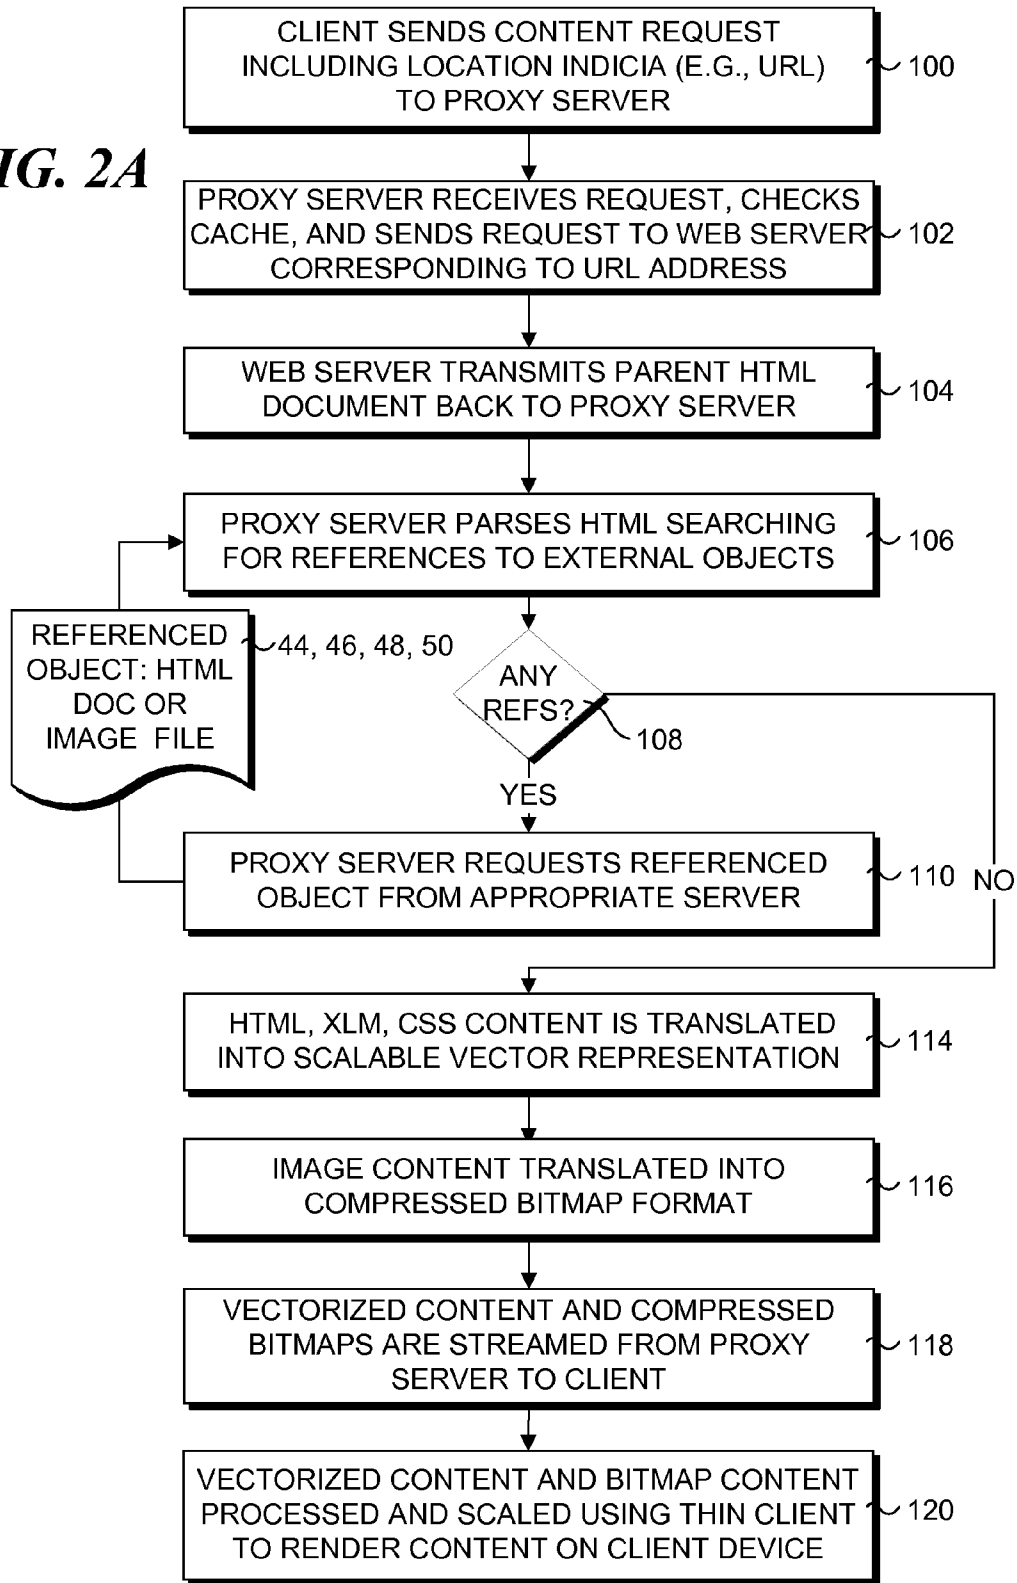 CLIENT SENDS CONTENT REQUEST
INCLUDING LOCATION INDICIA (E.G., URL)
TO PROXY SERVER
100
IG. 2A
PROXY SERVER RECEIVES REQUEST, CHECKS
CACHE, AND SENDS REQUEST TO WEB SERVER
CORRESPONDING TO URL ADDRESS
102
WEB SERVER TRANSMITS PARENT HTML
DOCUMENT BACK TO PROXY SERVER
104
PROXY SERVER PARSES HTML SEARCHING
FOR REFERENCES TO EXTERNAL OBJECTS
106
REFERENCED
OBJECT: HTML
DOC OR
IMAGE FILE
44, 46, 48, 50
ANY
REFS?
108
YES
PROXY SERVER REQUESTS REFERENCED
OBJECT FROM APPROPRIATE SERVER
110
NO
HTML, XLM, CSS CONTENT IS TRANSLATED
INTO SCALABLE VECTOR REPRESENTATION
114
IMAGE CONTENT TRANSLATED INTO
COMPRESSED BITMAP FORMAT
116
VECTORIZED CONTENT AND COMPRESSED
BITMAPS ARE STREAMED FROM PROXY
SERVER TO CLIENT
118
VECTORIZED CONTENT AND BITMAP CONTENT
PROCESSED AND SCALED USING THIN CLIENT
TO RENDER CONTENT ON CLIENT DEVICE
120